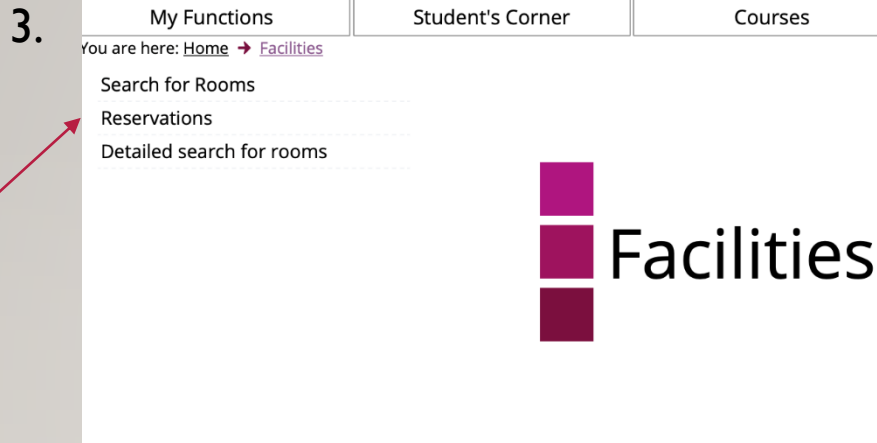 3.
My Functions Student's Corner Courses
You are here: Home → Facilities
Search for Rooms
Reservations
Detailed search for rooms
Facilities